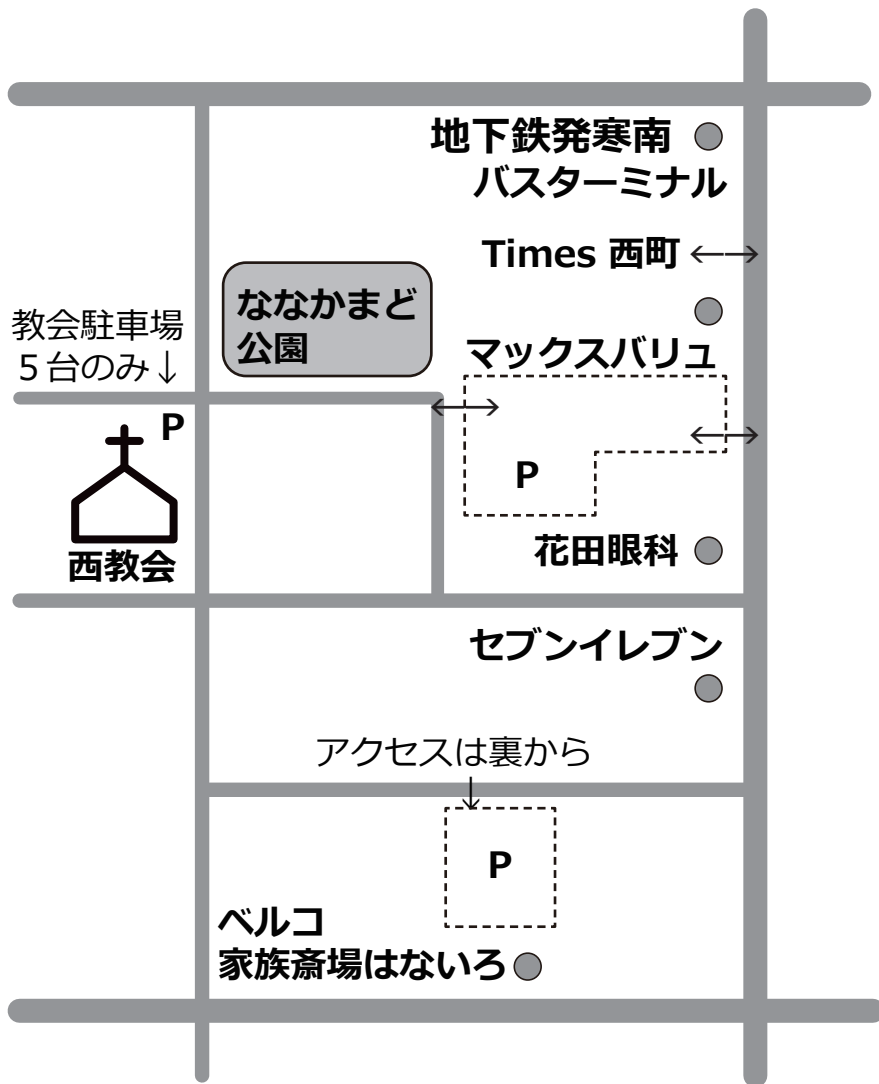 地下鉄発寒南
バスターミナル
Times 西町 ←→
ななかまど
公園
教会駐車場
５台のみ↓
マックスバリュ
P
P
西教会
花田眼科
セブンイレブン
アクセスは裏から
P
ベルコ
家族斎場はないろ